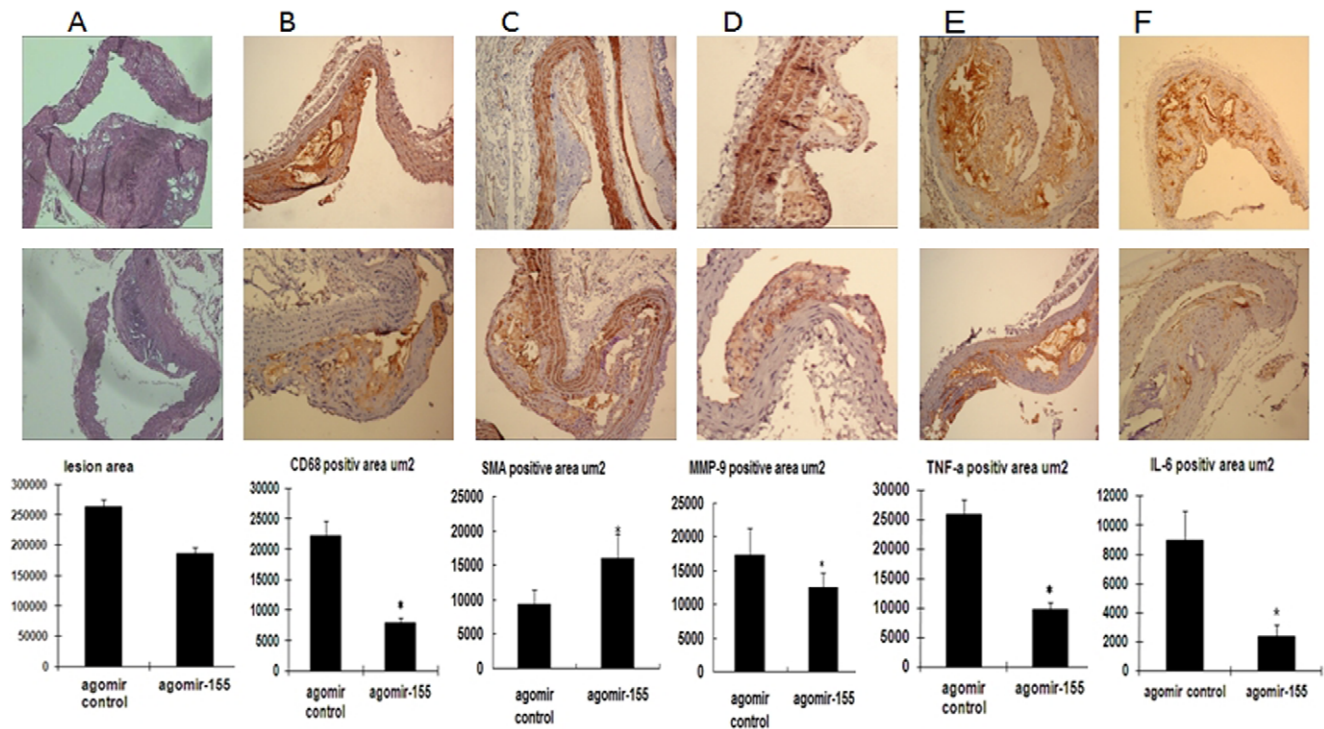 A B C D E F
lesion area
300000
250000
200000
150000
100000
50000
0
agomir
control
agomir-155
CD68 positiv area um2
30000
25000
20000
15000
10000
5000
0
*
agomir
control
agomir-155
SMA positive area um2
25000
20000
15000
10000
5000
0
*
agomir
control
agomir-155
MMP-9 positive area um2
25000
20000
15000
10000
5000
0
*
agomir
control
agomir-155
TNF-a positiv area um2
30000
25000
20000
15000
10000
5000
0
*
agomir
control
agomir-155
IL-6 positiv area um2
12000
10000
8000
6000
4000
2000
0
*
agomir control
agomir-155